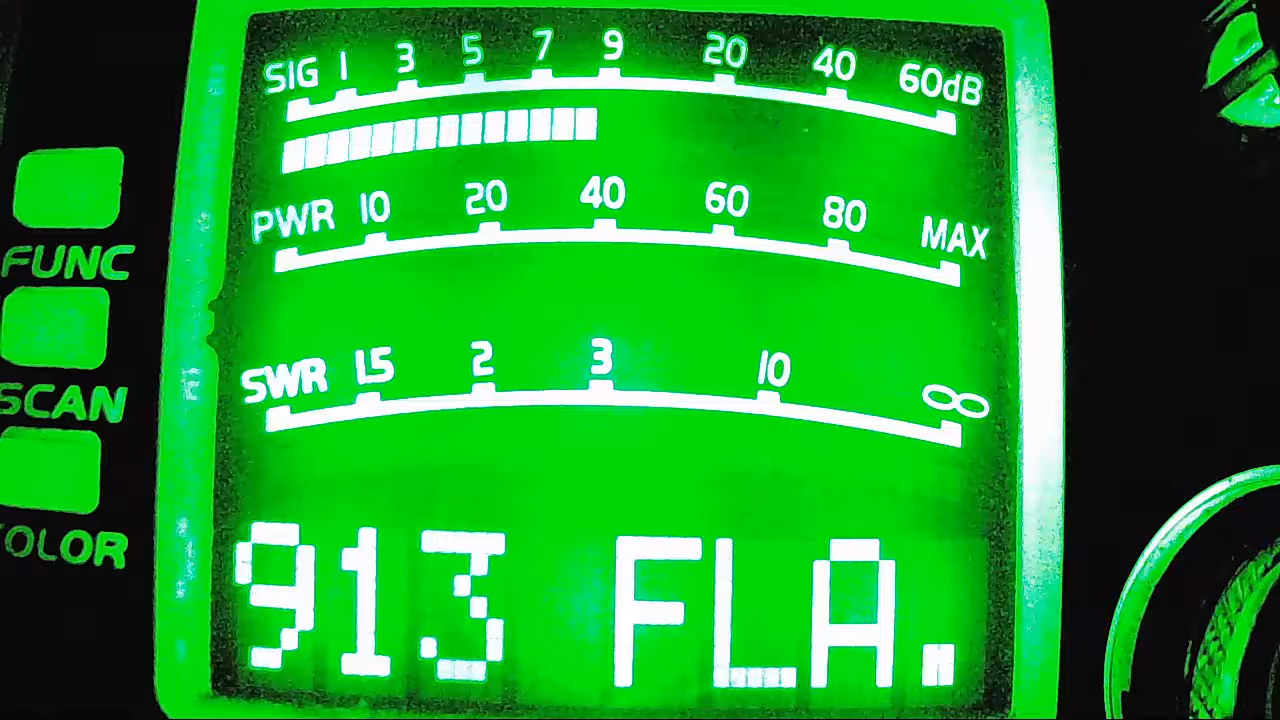 SIG 1 3 5 7 9 20 40 60dB
PWR 10 20 40 60 80 MAX
FUNC
SWR 1.5 2 3 10 ∞
SCAN
OLOR
913 FLA.